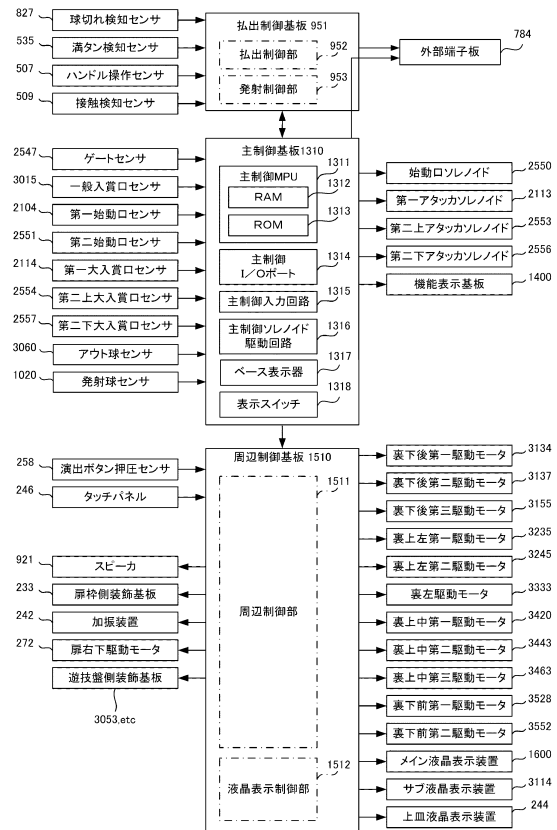 827
球切れ検知センサ
535
満タン検知センサ
507
ハンドル操作センサ
509
接触検知センサ
払出制御基板 951
払出制御部
952
発射制御部
953
外部端子板
784
2547
ゲートセンサ
3015
一般入賞口センサ
2104
第一始動口センサ
2551
第二始動口センサ
2114
第一大入賞口センサ
2554
第二上大入賞口センサ
2557
第二下大入賞口センサ
3060
アウト球センサ
1020
発射球センサ
主制御基板1310
主制御MPU
1311
RAM
1312
ROM
1313
主制御
I/Oポート
1314
主制御入力回路
1315
主制御ソレノイド
駆動回路
1316
ベース表示器
1317
表示スイッチ
1318
始動口ソレノイド
2550
第一アタッカソレノイド
2113
第二上アタッカソレノイド
2553
第二下アタッカソレノイド
2556
機能表示基板
1400
258
演出ボタン押圧センサ
246
タッチパネル
921
スピーカ
233
扉枠側装飾基板
242
加振装置
272
扉右下駆動モータ
遊技盤側装飾基板
3053,etc
周辺制御基板 1510
1511
周辺制御部
1512
液晶表示制御部
裏下後第一駆動モータ
3134
裏下後第二駆動モータ
3137
裏下後第三駆動モータ
3155
裏上左第一駆動モータ
3235
裏上左第二駆動モータ
3245
裏左駆動モータ
3333
裏上中第一駆動モータ
3420
裏上中第二駆動モータ
3443
裏上中第三駆動モータ
3463
裏下前第一駆動モータ
3528
裏下前第二駆動モータ
3552
メイン液晶表示装置
1600
サブ液晶表示装置
3114
上皿液晶表示装置
244